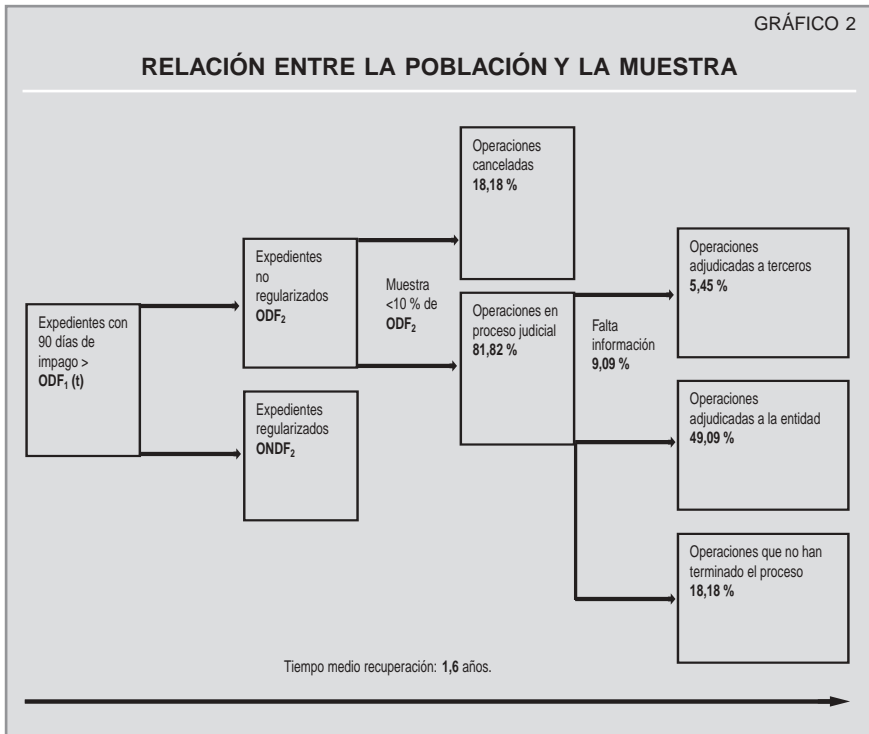 GRÁFICO 2
RELACIÓN ENTRE LA POBLACIÓN Y LA MUESTRA
Expedientes con
90 días de
impago >
ODF₁ (t)
Expedientes
no
regularizados
ODF₂
Expedientes
regularizados
ONDF₂
Muestra
<10 % de
ODF₂
Operaciones
canceladas
18,18 %
Operaciones en
proceso judicial
81,82 %
Falta
información
9,09 %
Operaciones
adjudicadas a terceros
5,45 %
Operaciones
adjudicadas a la entidad
49,09 %
Operaciones que no han
terminado el proceso
18,18 %
Tiempo medio recuperación: 1,6 años.